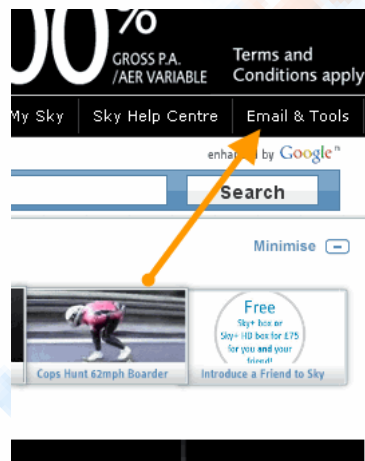 00%
GROSS P.A.
/AER VARIABLE
Terms and
Conditions apply
My Sky
Sky Help Centre
Email & Tools
enhanced by Google™
Search
Minimise
Cops Hunt 62mph Boarder
Free
Sky+ box or
Sky+ HD box for £75
for you and your
friend!
Introduce a Friend to Sky